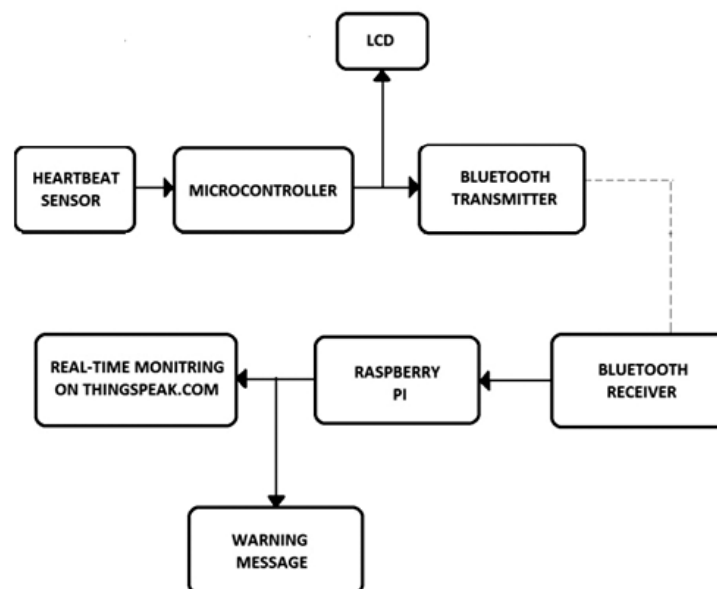 LCD
HEARTBEAT
SENSOR
MICROCONTROLLER
BLUETOOTH
TRANSMITTER
REAL-TIME MONITRING
ON THINGSPEAK.COM
RASPBERRY
PI
BLUETOOTH
RECEIVER
WARNING
MESSAGE